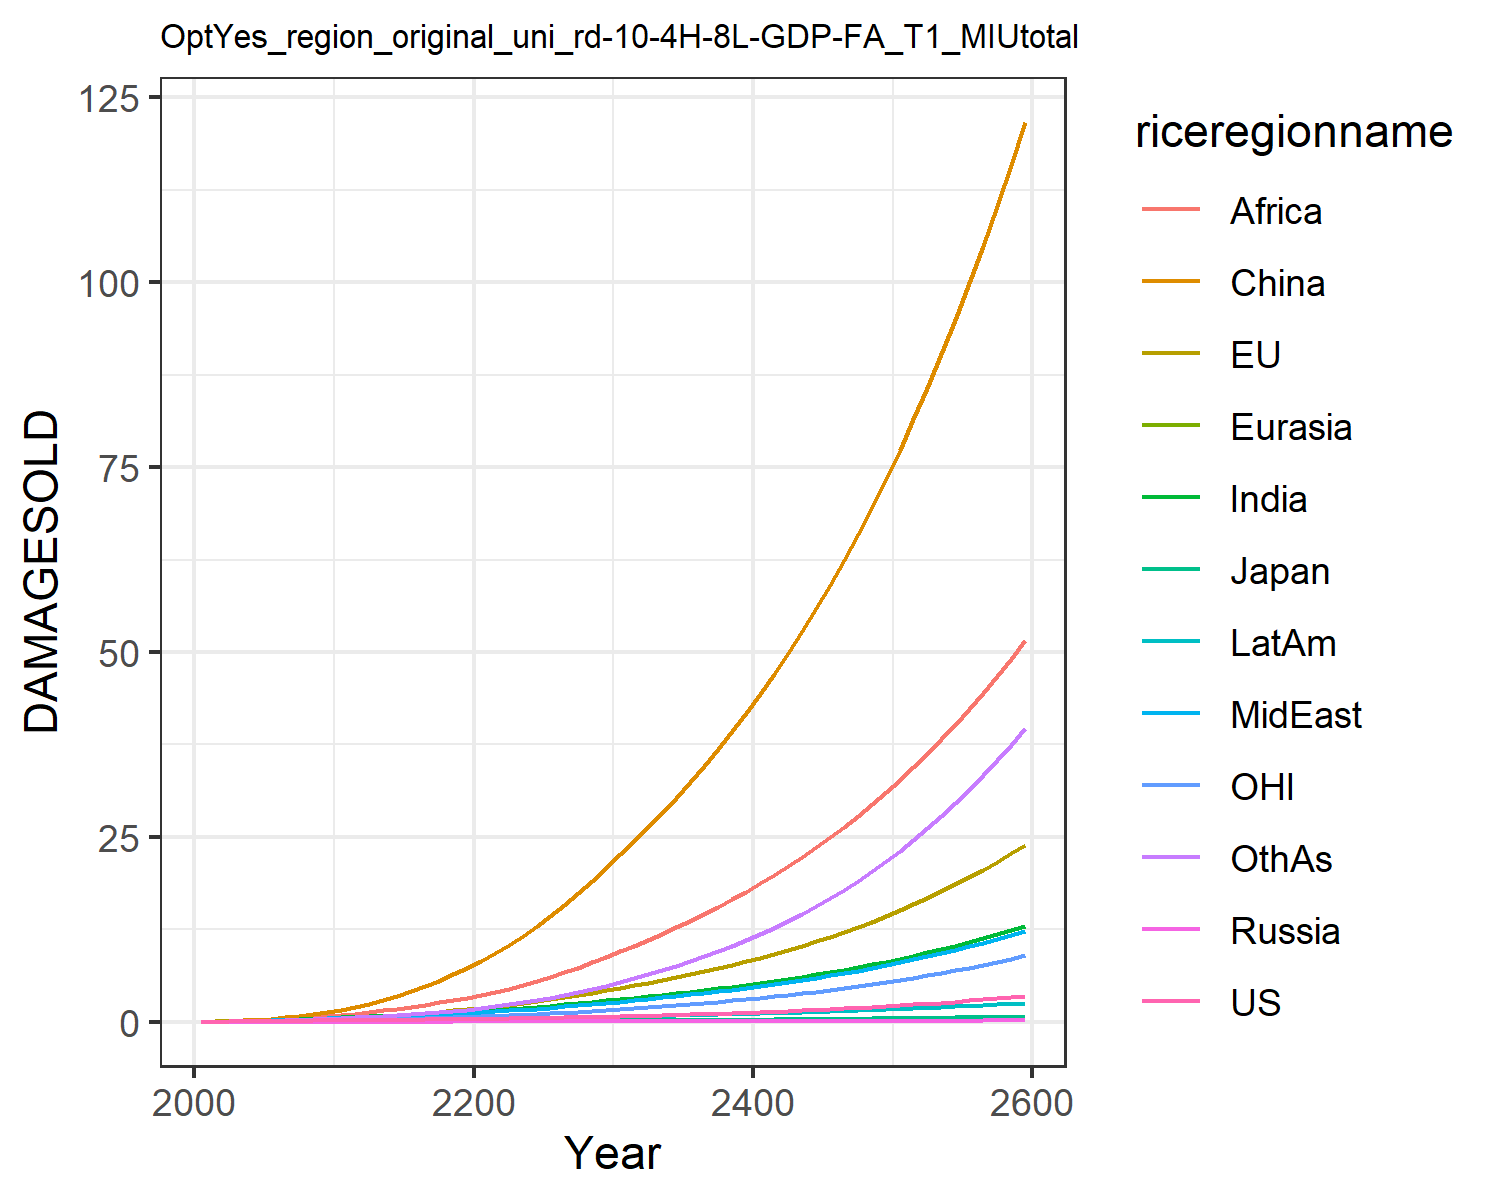 OptYes_region_original_uni_rd-10-4H-8L-GDP-FA_T1_MIUtotal
125
100
75
50
25
0
DAMAGESOLD
2000 2200 2400 2600
Year
riceregionname
Africa
China
EU
Eurasia
India
Japan
LatAm
MidEast
OHI
OthAs
Russia
US